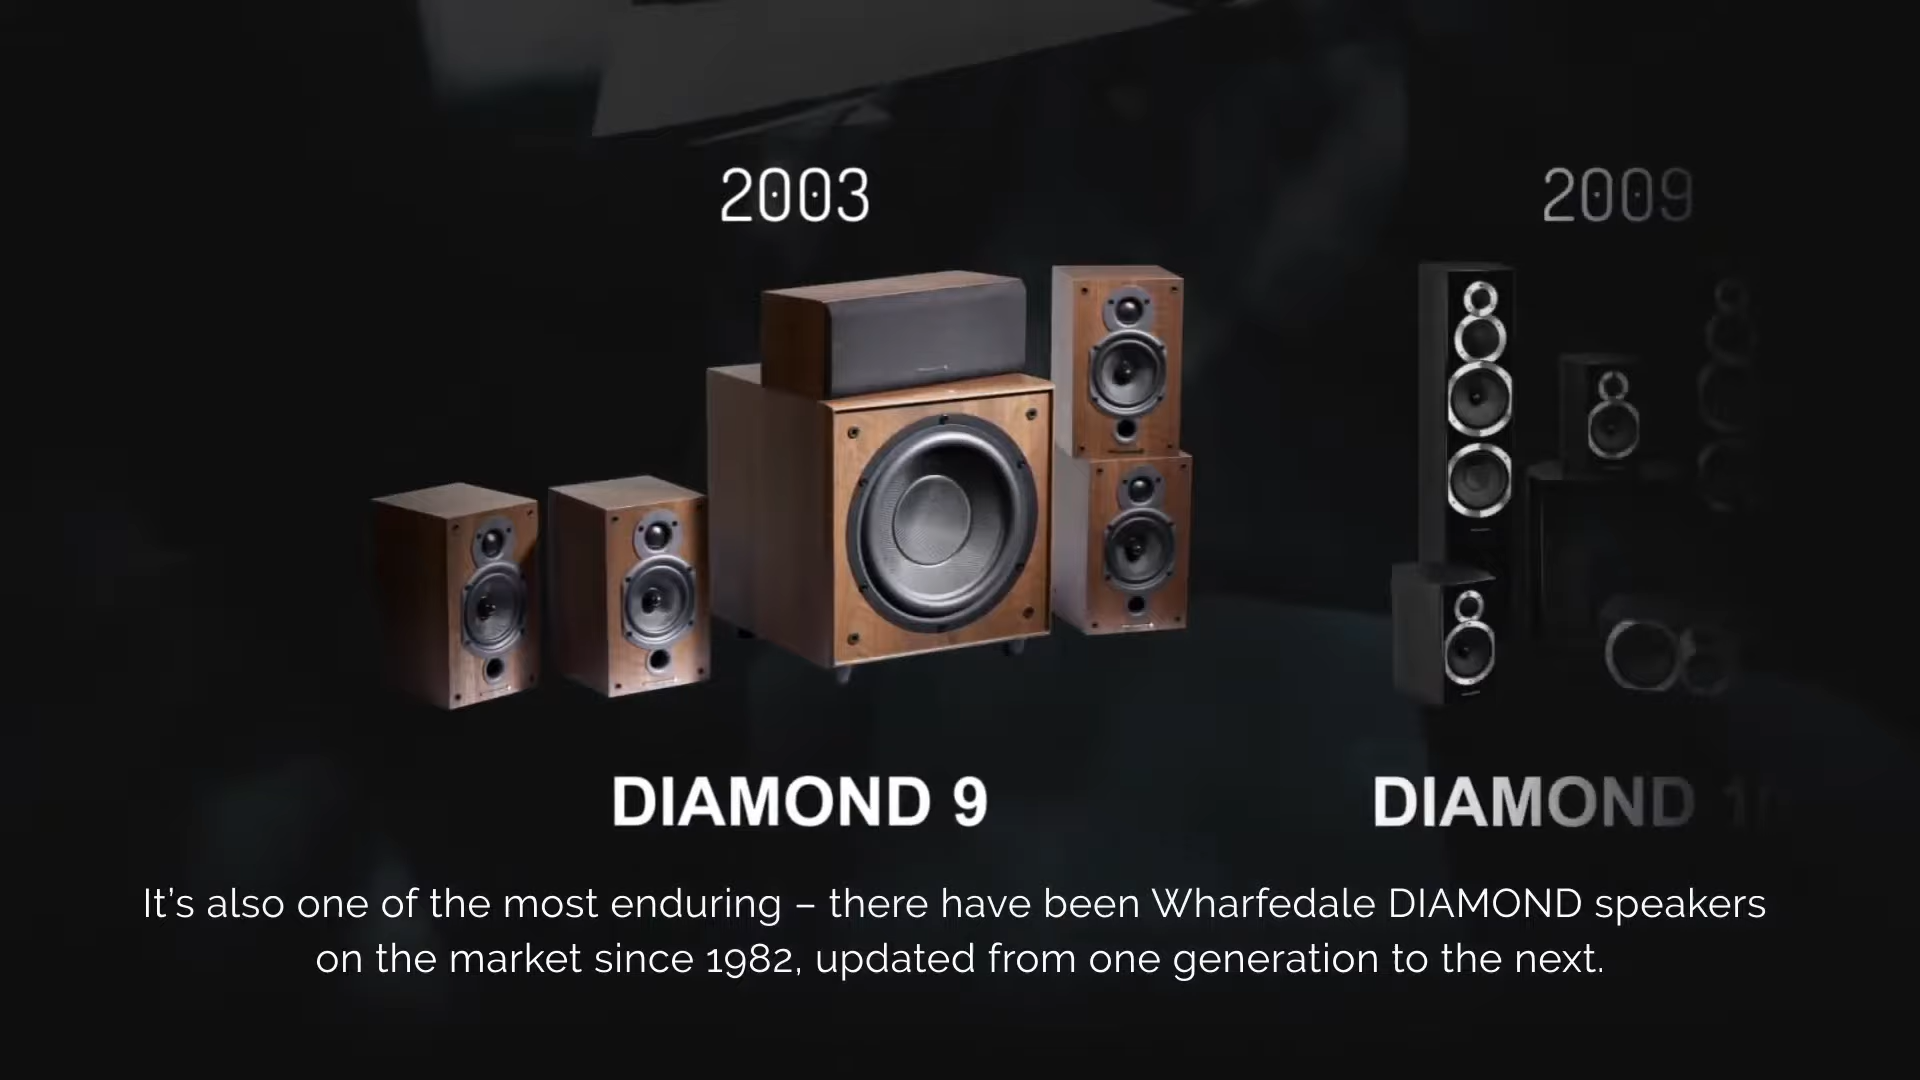 2003
2009
DIAMOND 9
DIAMOND
It's also one of the most enduring – there have been Wharfedale DIAMOND speakers
on the market since 1982, updated from one generation to the next.